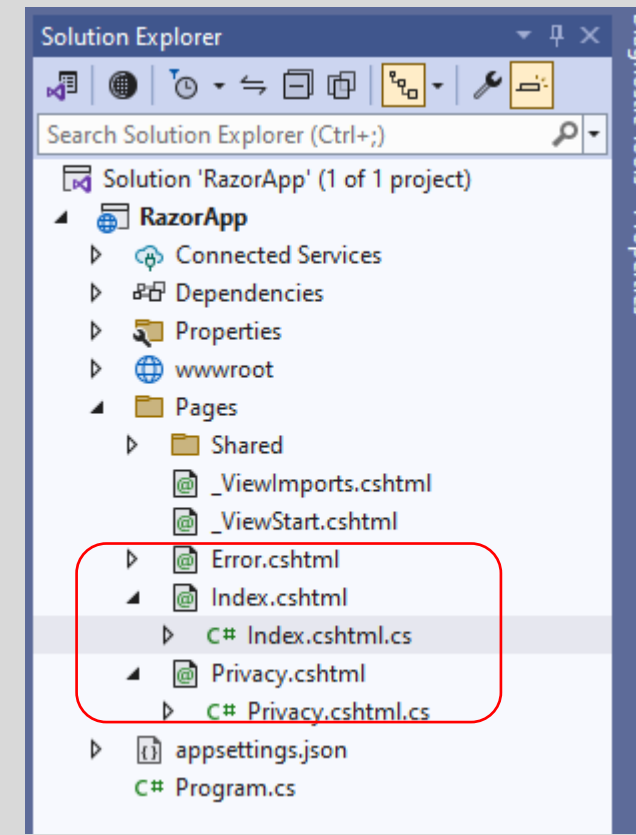 Solution Explorer
Search Solution Explorer (Ctrl+;)
Solution 'RazorApp' (1 of 1 project)
RazorApp
Connected Services
Dependencies
Properties
wwwroot
Pages
Shared
_ViewImports.cshtml
_ViewStart.cshtml
@ Error.cshtml
@ Index.cshtml
C# Index.cshtml.cs
@ Privacy.cshtml
C# Privacy.cshtml.cs
appsettings.json
C# Program.cs